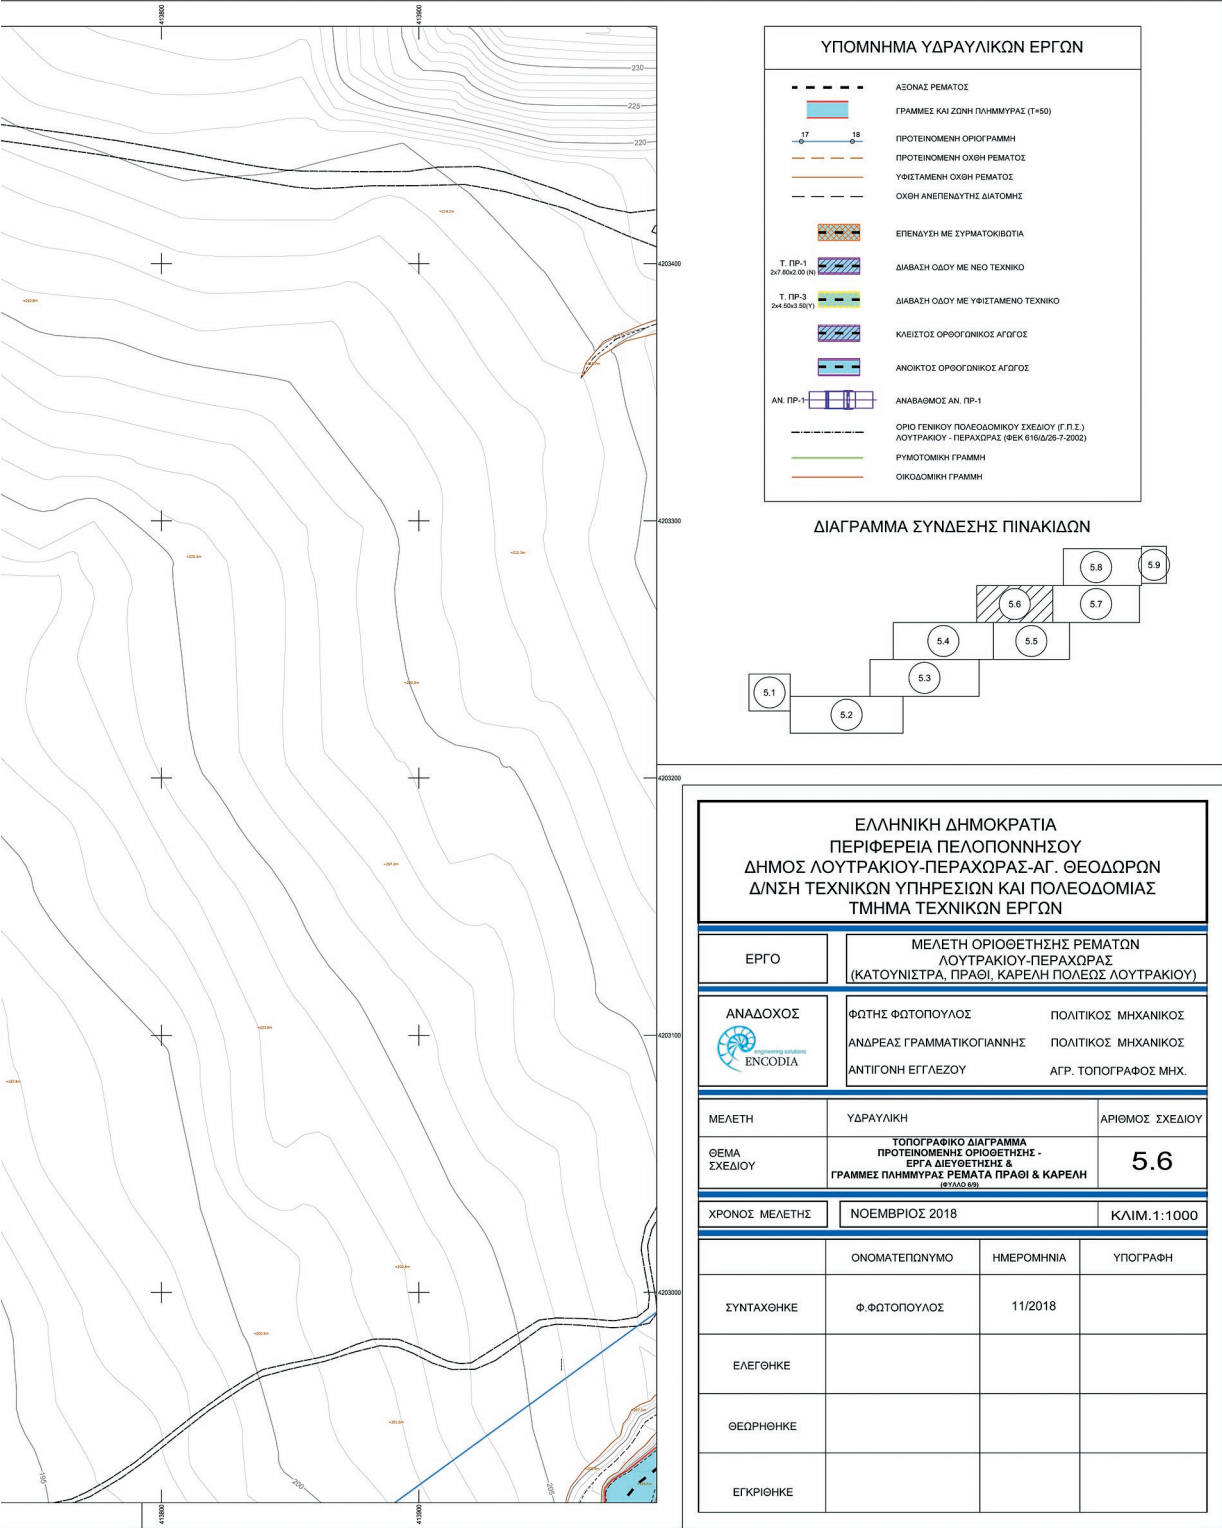 413800
413900
230
225
220
4203400
4203300
4203200
4203100
4203000
195
200
205
413800
413900
ΥΠΟΜΝΗΜΑ ΥΔΡΑΥΛΙΚΩΝ ΕΡΓΩΝ
ΑΞΟΝΑΣ ΡΕΜΑΤΟΣ
ΓΡΑΜΜΕΣ ΚΑΙ ΖΩΝΗ ΠΛΗΜΜΥΡΑΣ (Τ=50)
17 18 ΠΡΟΤΕΙΝΟΜΕΝΗ ΟΡΙΟΓΡΑΜΜΗ
ΠΡΟΤΕΙΝΟΜΕΝΗ ΟΧΘΗ ΡΕΜΑΤΟΣ
ΥΦΙΣΤΑΜΕΝΗ ΟΧΘΗ ΡΕΜΑΤΟΣ
ΟΧΘΗ ΑΝΕΠΕΝΔΥΤΗΣ ΔΙΑΤΟΜΗΣ
ΕΠΕΝΔΥΣΗ ΜΕ ΣΥΡΜΑΤΟΚΙΒΩΤΙΑ
Τ. ΠΡ-1
2x7.80x2.00 (Ν)
ΔΙΑΒΑΣΗ ΟΔΟΥ ΜΕ ΝΕΟ ΤΕΧΝΙΚΟ
Τ. ΠΡ-3
2x4.50x3.50(Υ)
ΔΙΑΒΑΣΗ ΟΔΟΥ ΜΕ ΥΦΙΣΤΑΜΕΝΟ ΤΕΧΝΙΚΟ
ΚΛΕΙΣΤΟΣ ΟΡΘΟΓΩΝΙΚΟΣ ΑΓΩΓΟΣ
ΑΝΟΙΚΤΟΣ ΟΡΘΟΓΩΝΙΚΟΣ ΑΓΩΓΟΣ
ΑΝ. ΠΡ-1 ΑΝΑΒΑΘΜΟΣ ΑΝ. ΠΡ-1
ΟΡΙΟ ΓΕΝΙΚΟΥ ΠΟΛΕΟΔΟΜΙΚΟΥ ΣΧΕΔΙΟΥ (Γ.Π.Σ.)
ΛΟΥΤΡΑΚΙΟΥ - ΠΕΡΑΧΩΡΑΣ (ΦΕΚ 616/Δ/26-7-2002)
ΡΥΜΟΤΟΜΙΚΗ ΓΡΑΜΜΗ
ΟΙΚΟΔΟΜΙΚΗ ΓΡΑΜΜΗ
ΔΙΑΓΡΑΜΜΑ ΣΥΝΔΕΣΗΣ ΠΙΝΑΚΙΔΩΝ
5.8 5.9
5.6 5.7
5.4 5.5
5.3
5.1
5.2
ΕΛΛΗΝΙΚΗ ΔΗΜΟΚΡΑΤΙΑ
ΠΕΡΙΦΕΡΕΙΑ ΠΕΛΟΠΟΝΝΗΣΟΥ
ΔΗΜΟΣ ΛΟΥΤΡΑΚΙΟΥ-ΠΕΡΑΧΩΡΑΣ-ΑΓ. ΘΕΟΔΩΡΩΝ
Δ/ΝΣΗ ΤΕΧΝΙΚΩΝ ΥΠΗΡΕΣΙΩΝ ΚΑΙ ΠΟΛΕΟΔΟΜΙΑΣ
ΤΜΗΜΑ ΤΕΧΝΙΚΩΝ ΕΡΓΩΝ
ΕΡΓΟ
ΜΕΛΕΤΗ ΟΡΙΟΘΕΤΗΣΗΣ ΡΕΜΑΤΩΝ
ΛΟΥΤΡΑΚΙΟΥ-ΠΕΡΑΧΩΡΑΣ
(ΚΑΤΟΥΝΙΣΤΡΑ, ΠΡΑΘΙ, ΚΑΡΕΛΗ ΠΟΛΕΩΣ ΛΟΥΤΡΑΚΙΟΥ)
ΑΝΑΔΟΧΟΣ
engineering solutions
ENCODIA
ΦΩΤΗΣ ΦΩΤΟΠΟΥΛΟΣ ΠΟΛΙΤΙΚΟΣ ΜΗΧΑΝΙΚΟΣ
ΑΝΔΡΕΑΣ ΓΡΑΜΜΑΤΙΚΟΓΙΑΝΝΗΣ ΠΟΛΙΤΙΚΟΣ ΜΗΧΑΝΙΚΟΣ
ΑΝΤΙΓΟΝΗ ΕΓΓΛΕΖΟΥ ΑΓΡ. ΤΟΠΟΓΡΑΦΟΣ ΜΗΧ.
ΜΕΛΕΤΗ ΥΔΡΑΥΛΙΚΗ ΑΡΙΘΜΟΣ ΣΧΕΔΙΟΥ
ΘΕΜΑ
ΣΧΕΔΙΟΥ
ΤΟΠΟΓΡΑΦΙΚΟ ΔΙΑΓΡΑΜΜΑ
ΠΡΟΤΕΙΝΟΜΕΝΗΣ ΟΡΙΟΘΕΤΗΣΗΣ -
ΕΡΓΑ ΔΙΕΥΘΕΤΗΣΗΣ &
ΓΡΑΜΜΕΣ ΠΛΗΜΜΥΡΑΣ ΡΕΜΑΤΑ ΠΡΑΘΙ & ΚΑΡΕΛΗ
(ΦΥΛΛΟ 6/9)
5.6
ΧΡΟΝΟΣ ΜΕΛΕΤΗΣ ΝΟΕΜΒΡΙΟΣ 2018 ΚΛΙΜ.1:1000
ΟΝΟΜΑΤΕΠΩΝΥΜΟ ΗΜΕΡΟΜΗΝΙΑ ΥΠΟΓΡΑΦΗ
ΣΥΝΤΑΧΘΗΚΕ Φ.ΦΩΤΟΠΟΥΛΟΣ 11/2018
ΕΛΕΓΘΗΚΕ
ΘΕΩΡΗΘΗΚΕ
ΕΓΚΡΙΘΗΚΕ